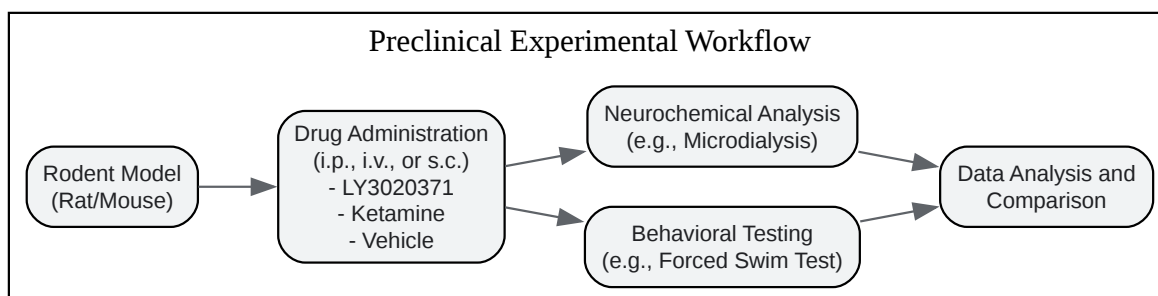 Preclinical Experimental Workflow
Rodent Model
(Rat/Mouse)
Drug Administration
(i.p., i.v., or s.c.)
- LY3020371
- Ketamine
- Vehicle
Neurochemical Analysis
(e.g., Microdialysis)
Behavioral Testing
(e.g., Forced Swim Test)
Data Analysis and
Comparison